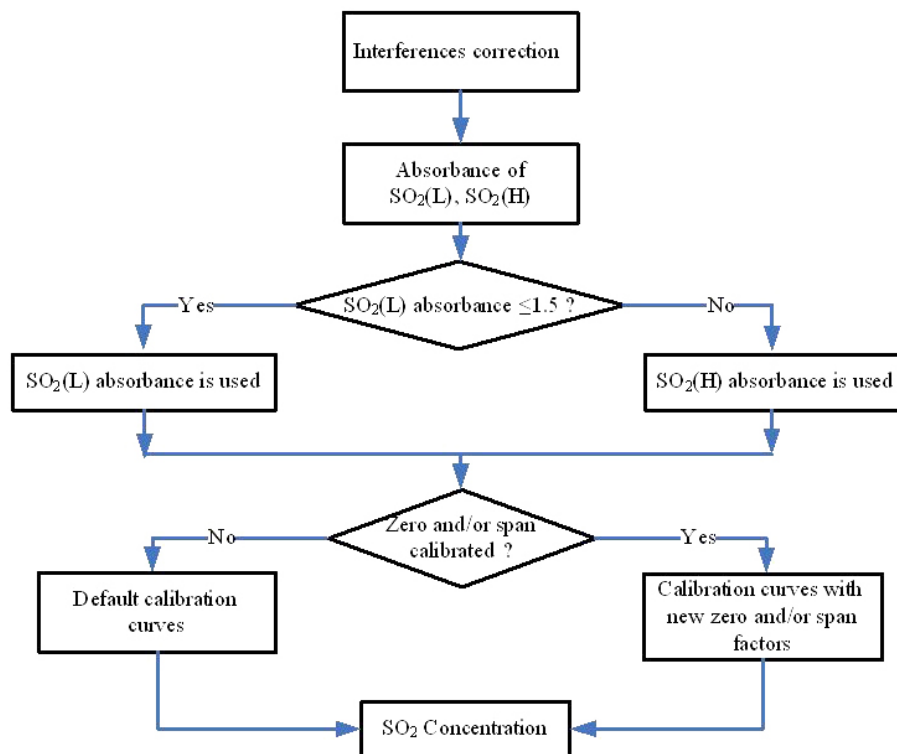 Interferences correction
Absorbance of
SO₂(L), SO₂(H)
SO₂(L) absorbance ≤1.5 ?
Yes
No
SO₂(L) absorbance is used
SO₂(H) absorbance is used
Zero and/or span
calibrated ?
No
Yes
Default calibration
curves
Calibration curves with
new zero and/or span
factors
SO₂ Concentration